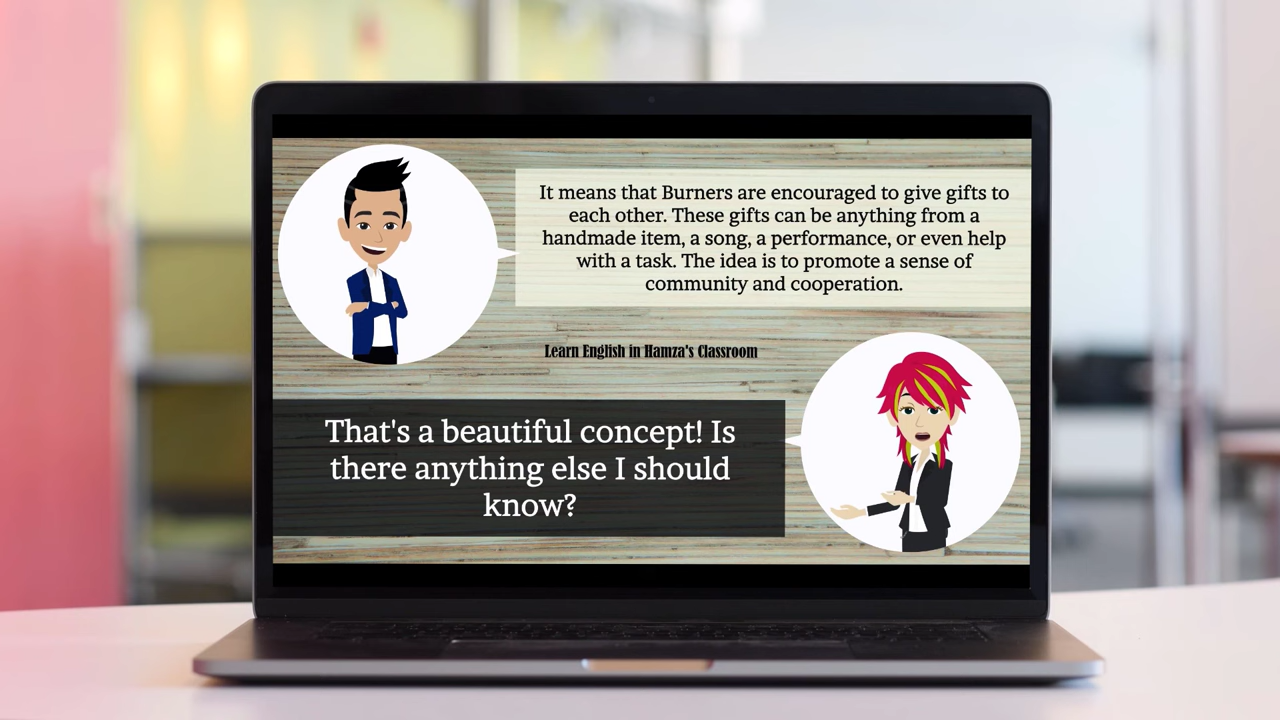 It means that Burners are encouraged to give gifts to
each other. These gifts can be anything from a
handmade item, a song, a performance, or even help
with a task. The idea is to promote a sense of
community and cooperation.
Learn English in Hamza's Classroom
That's a beautiful concept! Is
there anything else I should
know?